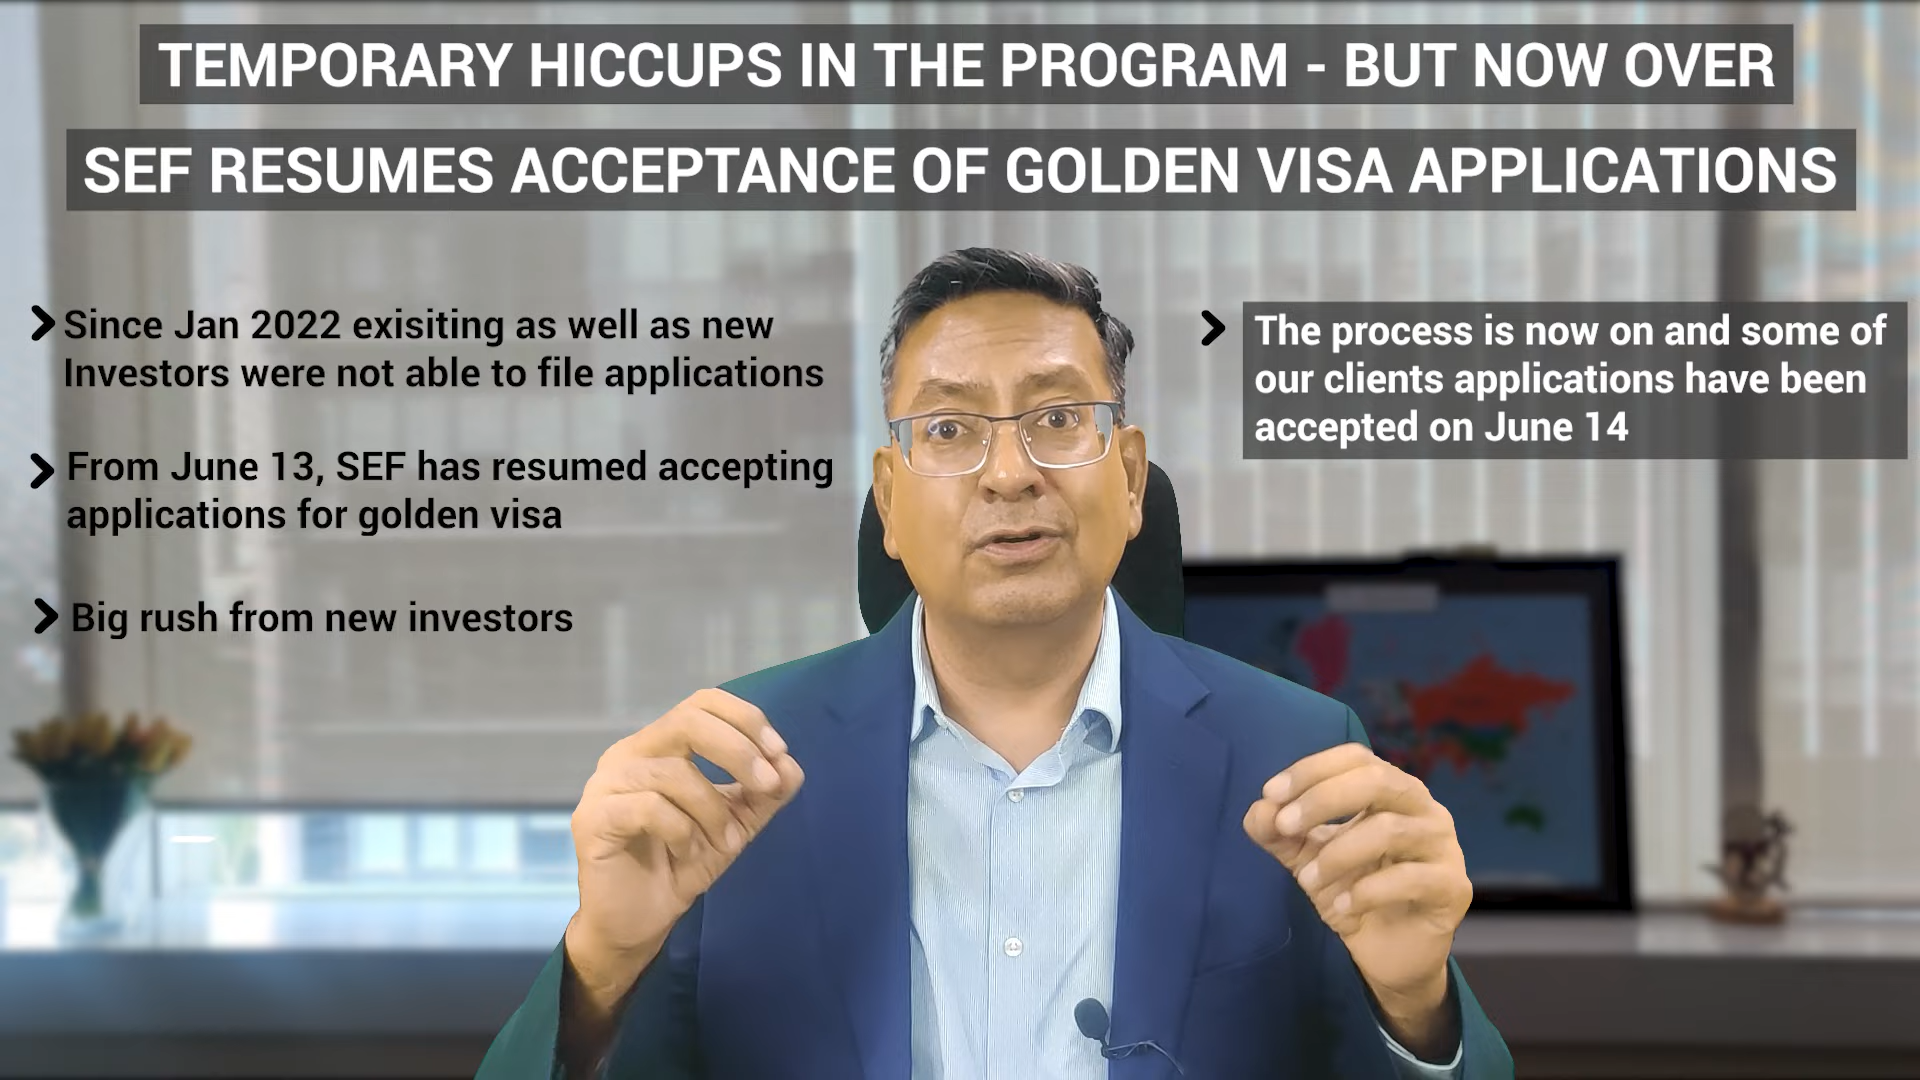 TEMPORARY HICCUPS IN THE PROGRAM - BUT NOW OVER
SEF RESUMES ACCEPTANCE OF GOLDEN VISA APPLICATIONS
Since Jan 2022 exisiting as well as new
Investors were not able to file applications
From June 13, SEF has resumed accepting
applications for golden visa
Big rush from new investors
The process is now on and some of
our clients applications have been
accepted on June 14